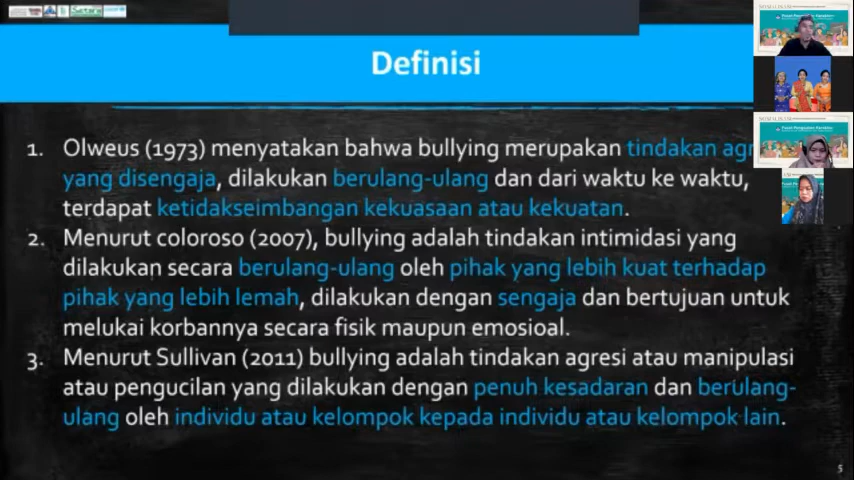 Definisi
1. Olweus (1973) menyatakan bahwa bullying merupakan tindakan
yang disengaja, dilakukan berulang-ulang dan dari waktu ke waktu,
terdapat ketidakseimbangan kekuasaan atau kekuatan.
2. Menurut coloroso (2007), bullying adalah tindakan intimidasi yang
dilakukan secara berulang-ulang oleh pihak yang lebih kuat terhadap
pihak yang lebih lemah, dilakukan dengan sengaja dan bertujuan untuk
melukai korbannya secara fisik maupun emosioal.
3. Menurut Sullivan (2011) bullying adalah tindakan agresi atau manipulasi
atau pengucilan yang dilakukan dengan penuh kesadaran dan berulang-
ulang oleh individu atau kelompok kepada individu atau kelompok lain.
5